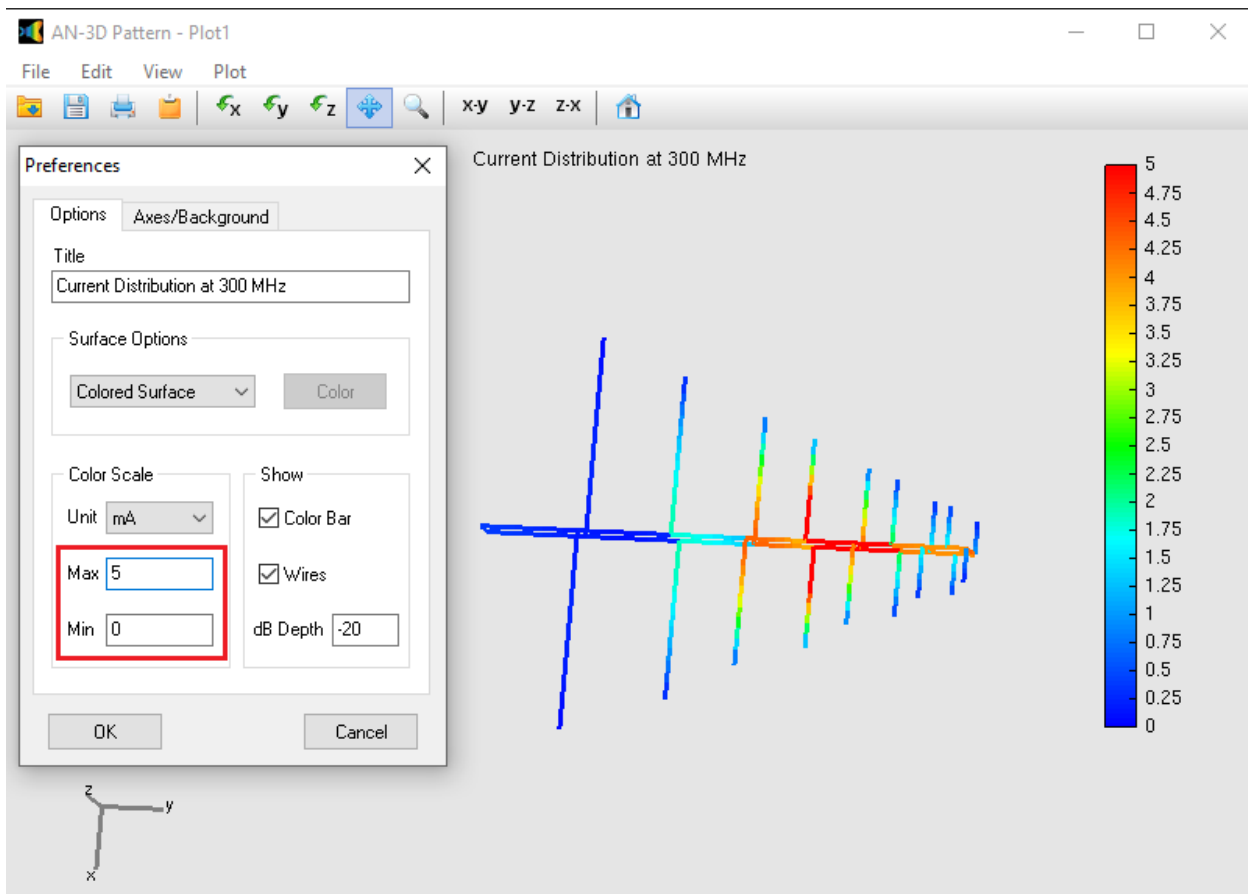 AN-3D Pattern - Plot1
File Edit View Plot
x y z x-y y-z z-x
Preferences
Options Axes/Background
Title
Current Distribution at 300 MHz
Surface Options
Colored Surface Color
Color Scale
Unit mA
Max 5
Min 0
Show
Color Bar
Wires
dB Depth -20
OK Cancel
Current Distribution at 300 MHz
5
4.75
4.5
4.25
4
3.75
3.5
3.25
3
2.75
2.5
2.25
2
1.75
1.5
1.25
1
0.75
0.5
0.25
0
z
y
x